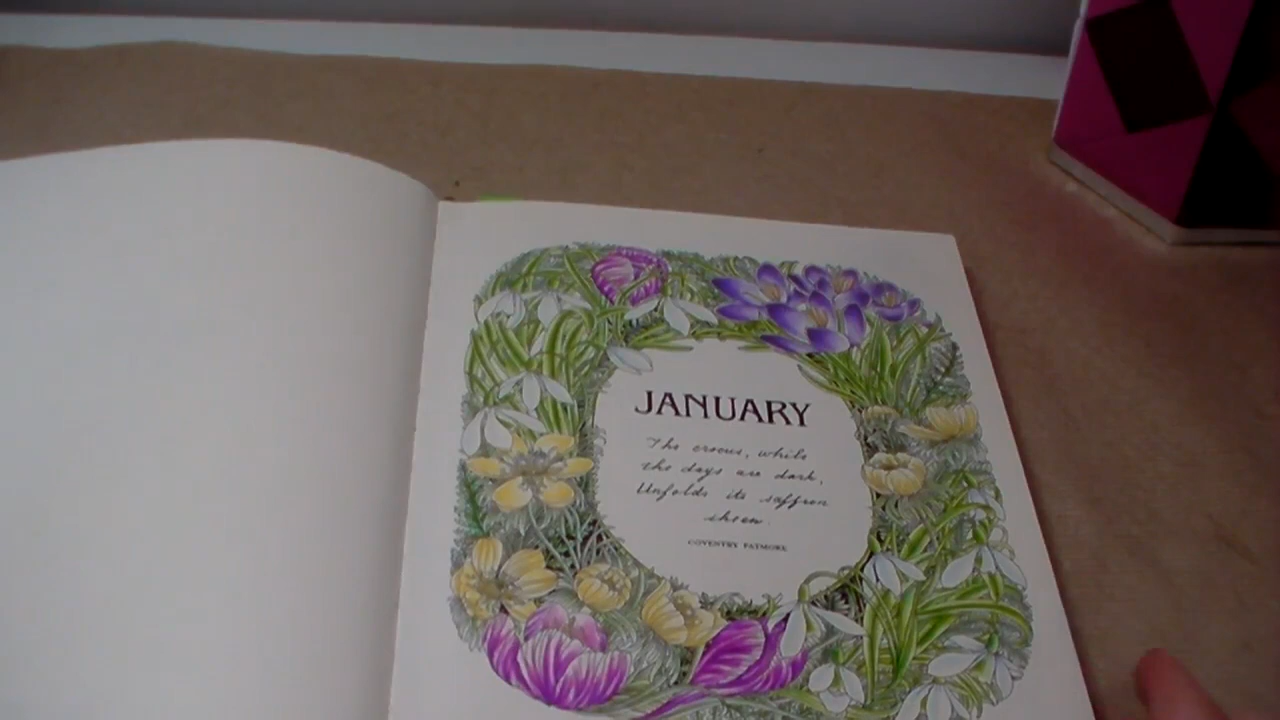 JANUARY
The crocus, while
the days are dark,
Unfolds its saffron
sheen.
COVENTRY PATMORE